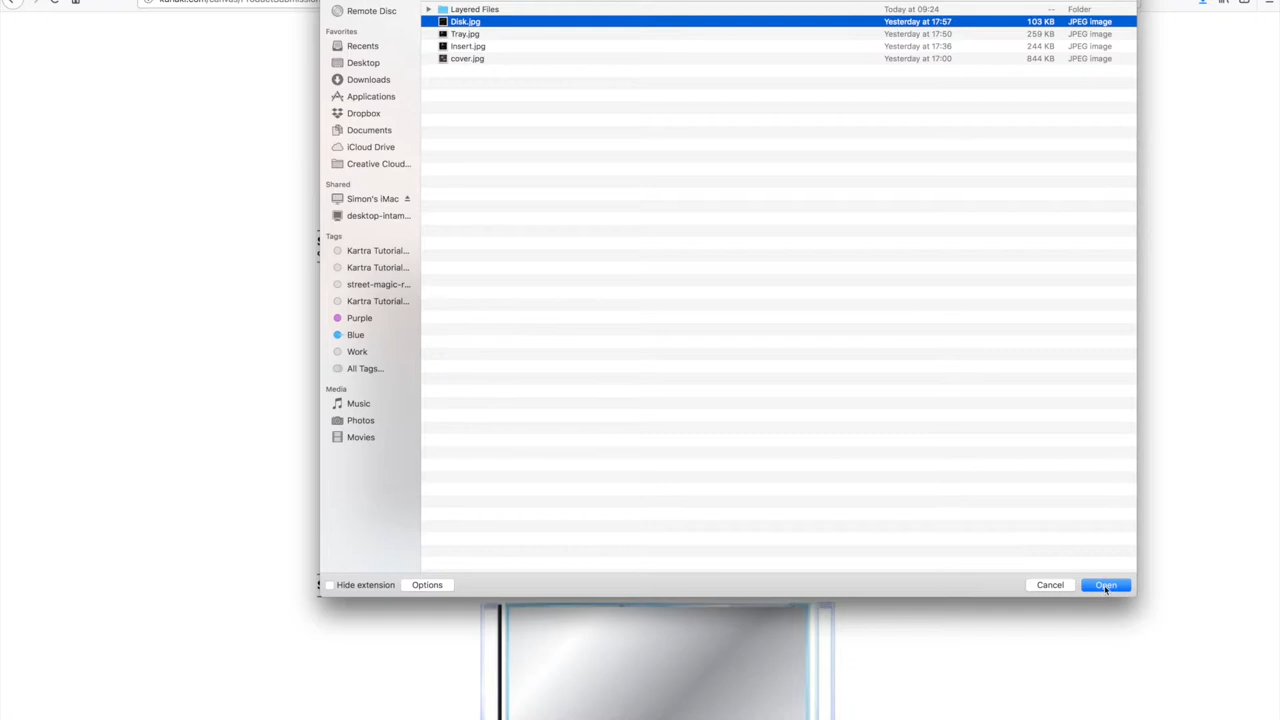 Remote Disc
Favorites
Recents
Desktop
Downloads
Applications
Dropbox
Documents
iCloud Drive
Creative Cloud...
Shared
Simon's iMac
desktop-intam...
Tags
Kartra Tutorial...
Kartra Tutorial...
street-magic-r...
Kartra Tutorial...
Purple
Blue
Work
All Tags...
Media
Music
Photos
Movies
Layered Files Today at 09:24 -- Folder
Disk.jpg Yesterday at 17:57 103 KB JPEG image
Tray.jpg Yesterday at 17:50 259 KB JPEG image
Insert.jpg Yesterday at 17:36 244 KB JPEG image
cover.jpg Yesterday at 17:00 844 KB JPEG image
Hide extension Options Cancel Open